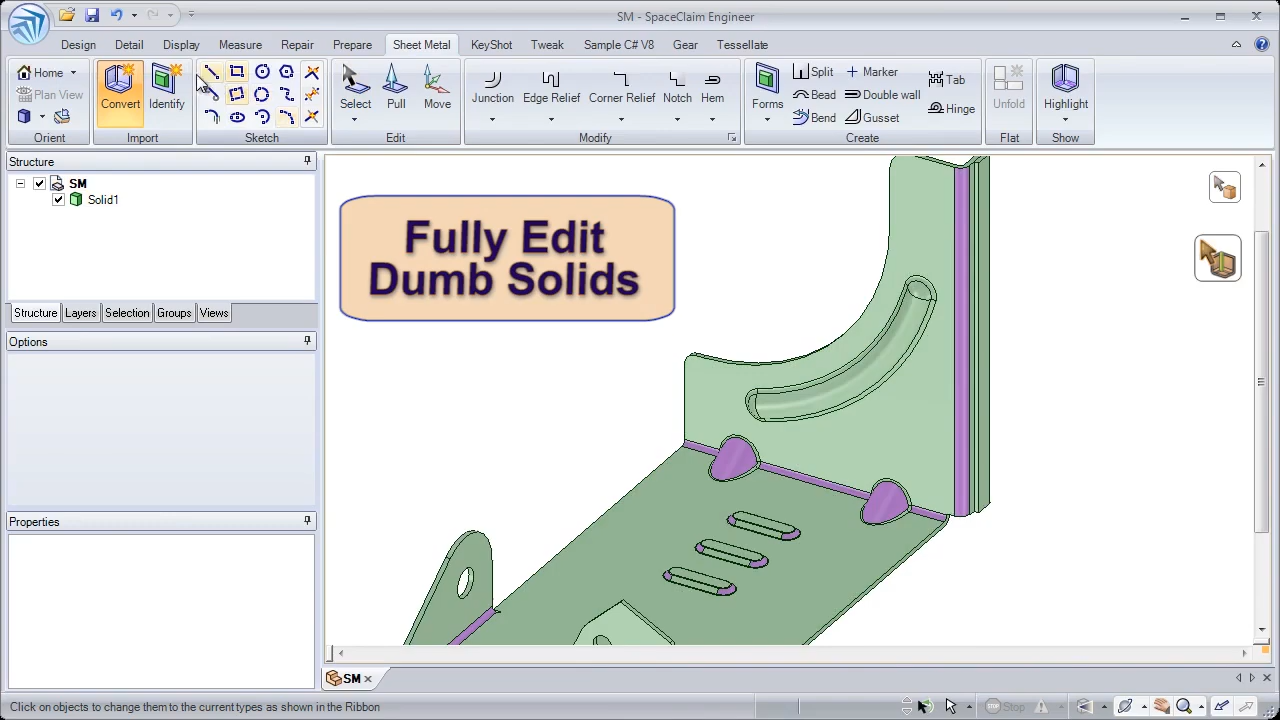 SM - SpaceClaim Engineer
Design Detail Display Measure Repair Prepare Sheet Metal KeyShot Tweak Sample C# V8 Gear Tessellate
Home
Plan View
Orient
Convert Identify
Import
Sketch
Select Pull Move
Edit
Junction Edge Relief Corner Relief Notch Hem
Modify
Forms
Split Marker Tab
Bead Double wall
Bend Gusset Hinge
Create
Unfold
Flat
Highlight
Show
Structure
SM
Solid1
Structure Layers Selection Groups Views
Options
Properties
Fully Edit
Dumb Solids
SM
Click on objects to change them to the current types as shown in the Ribbon
Stop